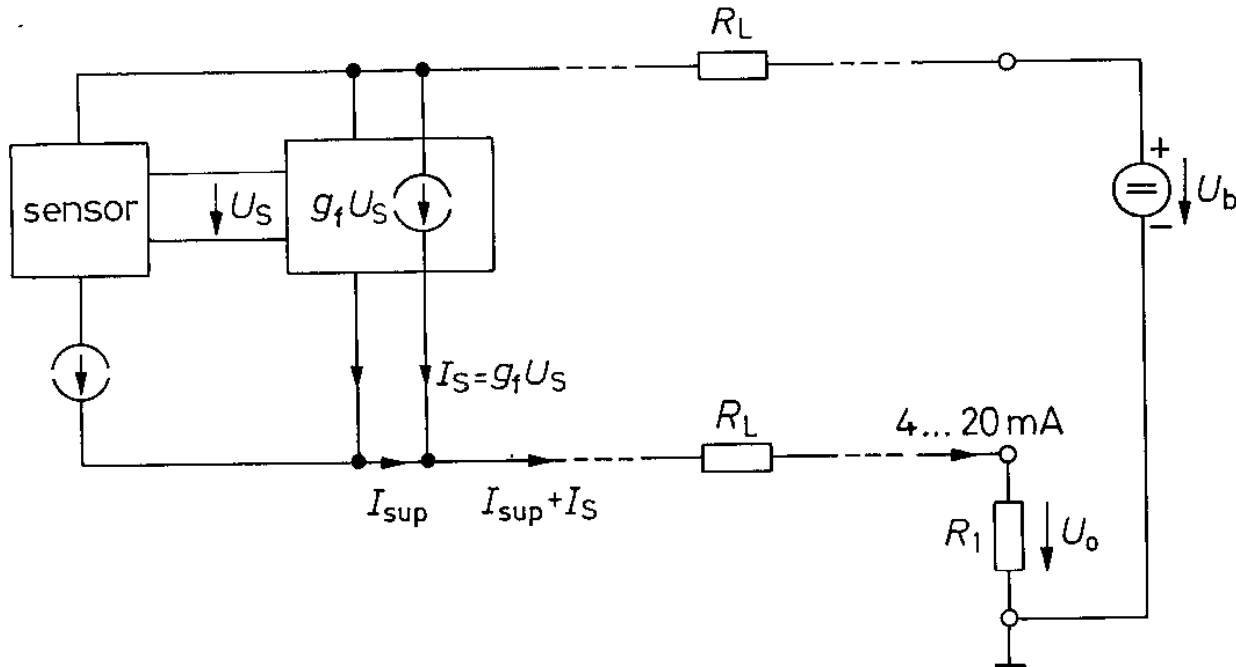 R_L
+
sensor
U_S
g_f U_S
=
U_b
−
I_S = g_f U_S
R_L
4...20 mA
I_sup
I_sup + I_S
R_1
U_o